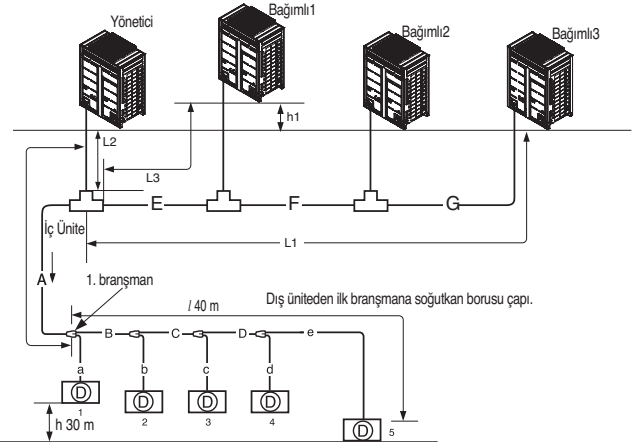 Yönetici
Bağımlı1
Bağımlı2
Bağımlı3
h1
L2
L3
E
F
G
İç Ünite
L1
A
1. branşman
l 40 m
Dış üniteden ilk branşmana soğutkan borusu çapı.
B
C
D
e
a
b
c
d
D
D
D
D
D
1
2
3
4
5
h 30 m